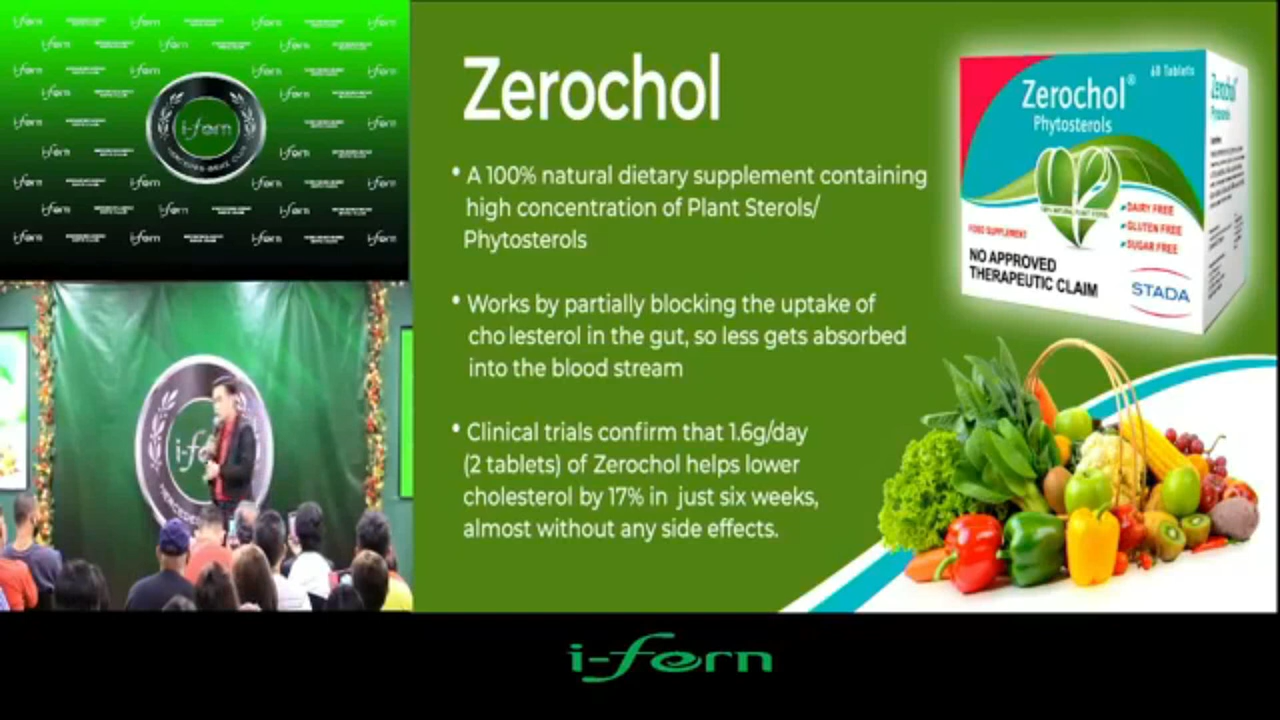 i-fern
Zerochol
• A 100% natural dietary supplement containing
high concentration of Plant Sterols/
Phytosterols
• Works by partially blocking the uptake of
cholesterol in the gut, so less gets absorbed
into the blood stream
• Clinical trials confirm that 1.6g/day
(2 tablets) of Zerochol helps lower
cholesterol by 17% in just six weeks,
almost without any side effects.
60 Tablets
Zerochol®
Phytosterols
DAIRY FREE
GLUTEN FREE
SUGAR FREE
FOOD SUPPLEMENT
NO APPROVED
THERAPEUTIC CLAIM
STADA
Zerochol
i-fern